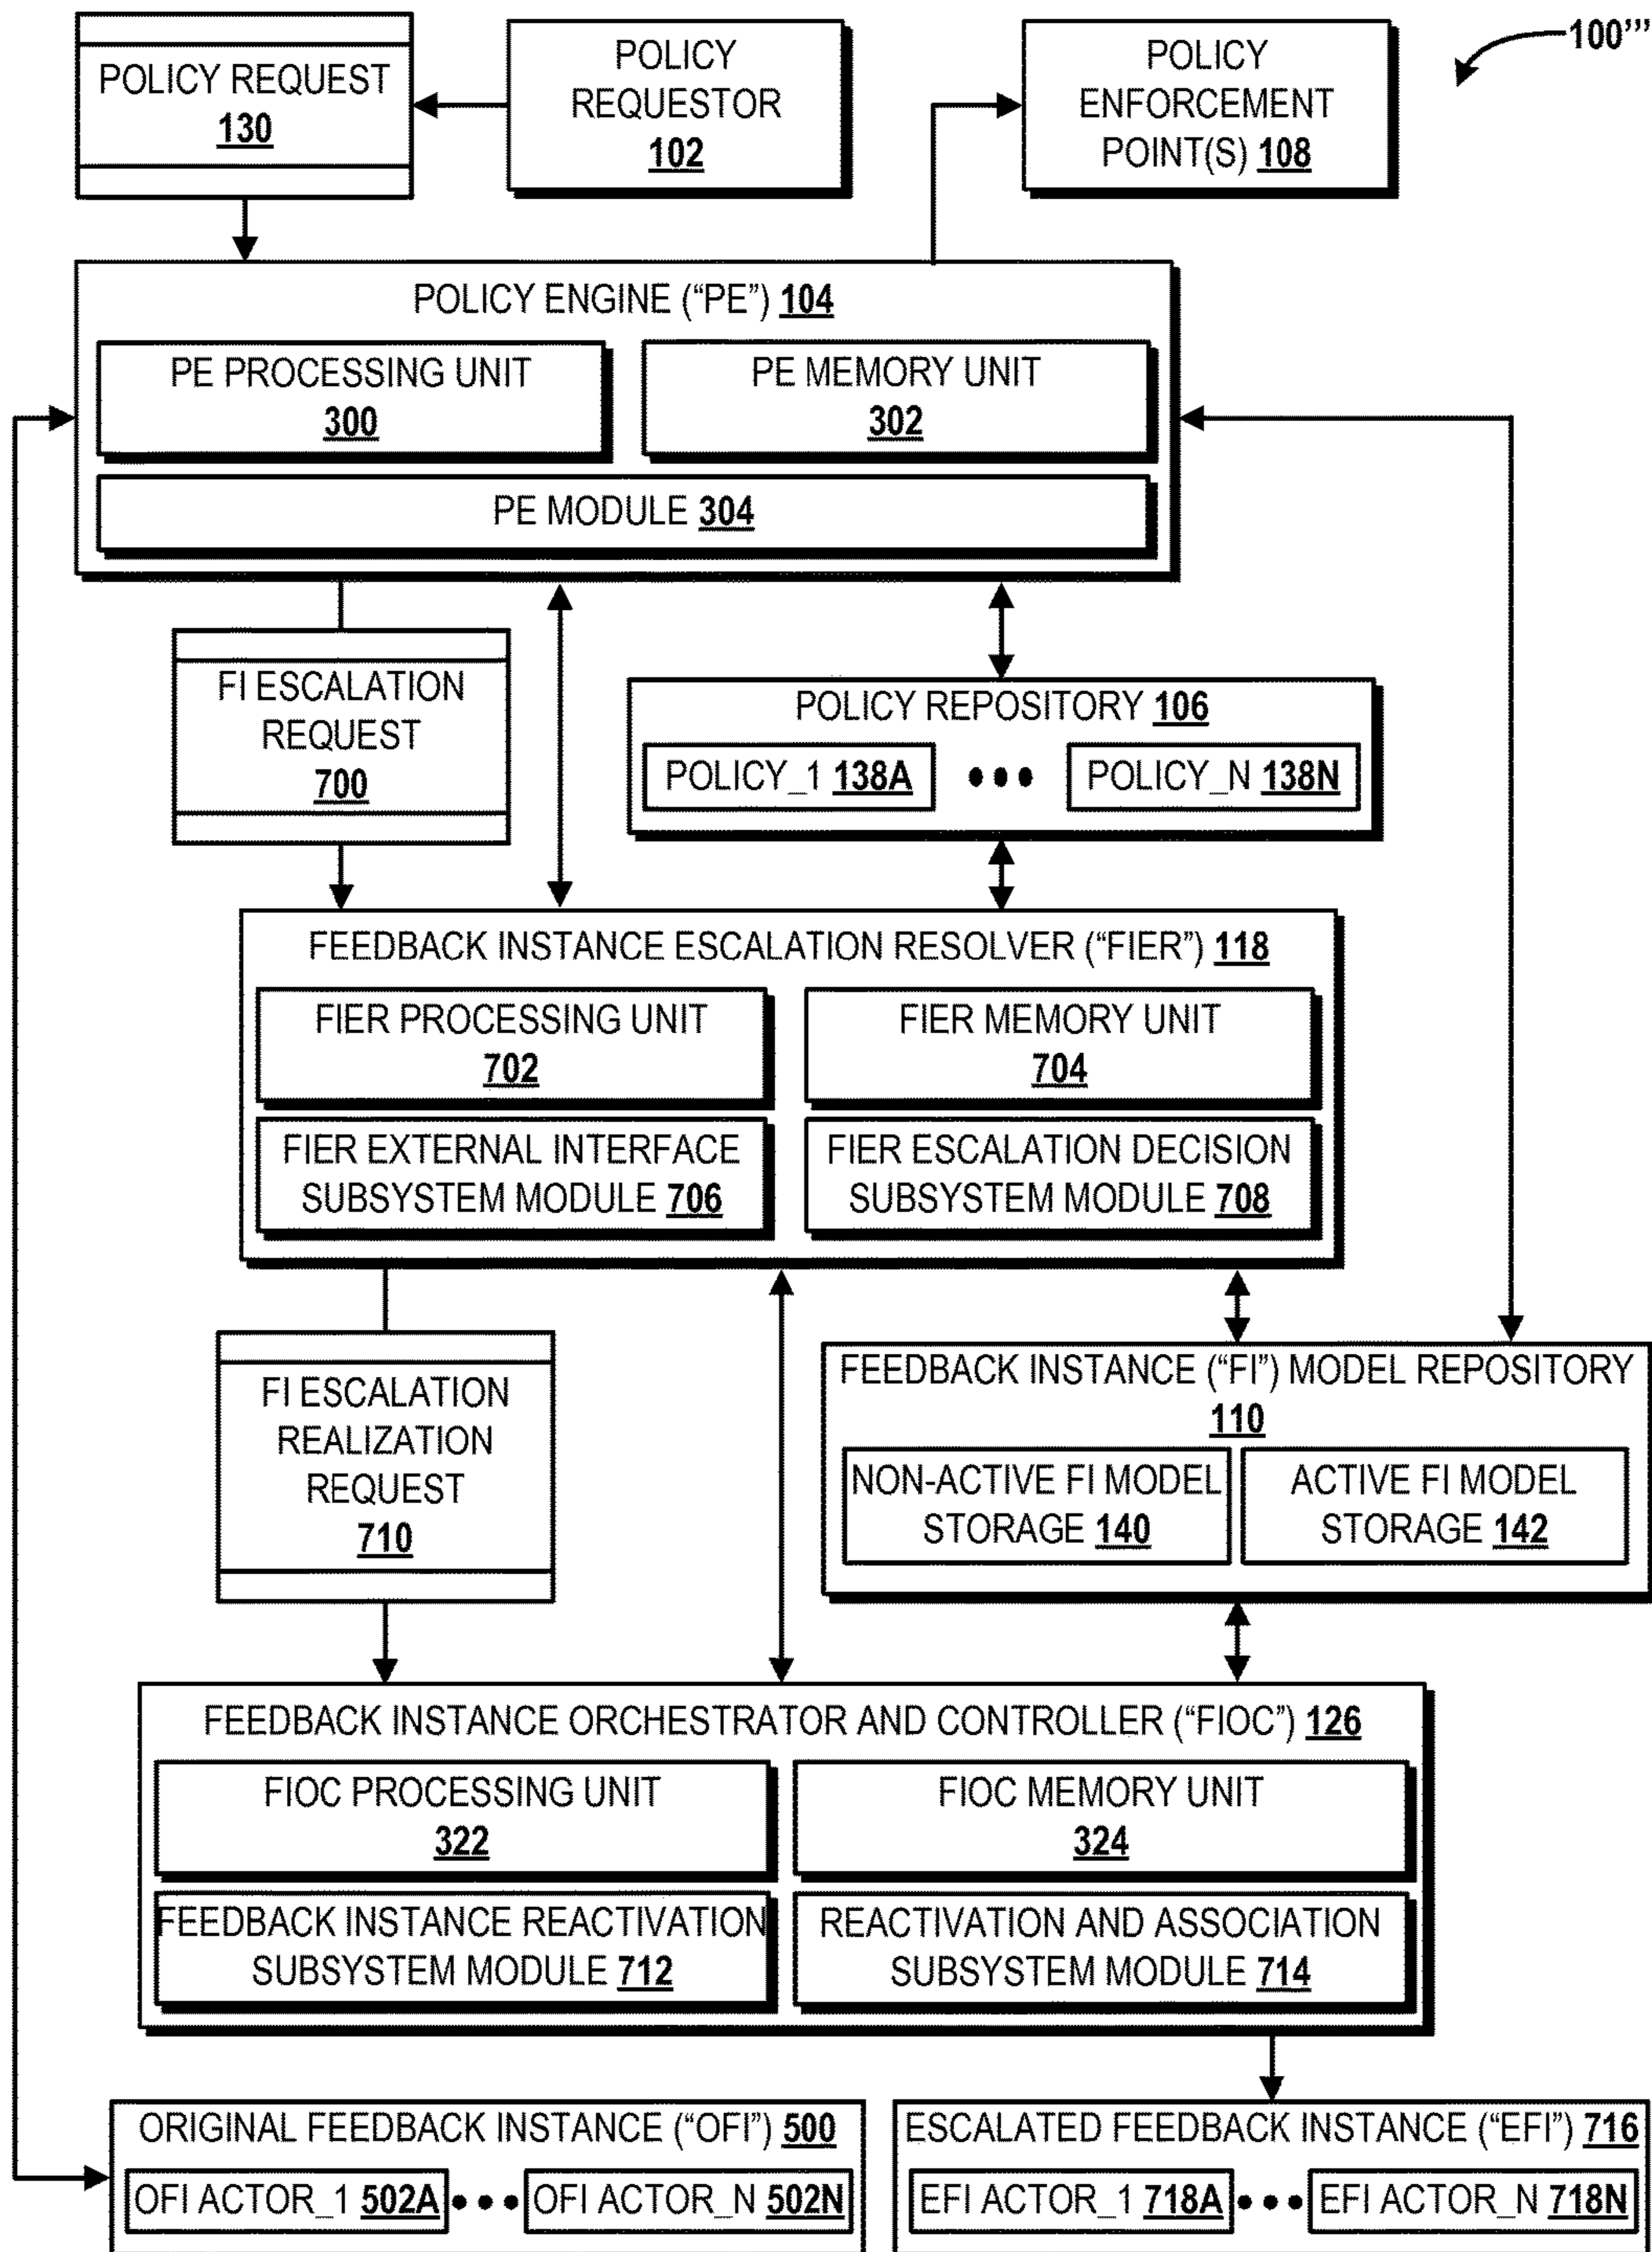 100'''
POLICY REQUEST
130
POLICY
REQUESTOR
102
POLICY
ENFORCEMENT
POINT(S) 108
POLICY ENGINE (“PE”) 104
PE PROCESSING UNIT
300
PE MEMORY UNIT
302
PE MODULE 304
FI ESCALATION
REQUEST
700
POLICY REPOSITORY 106
POLICY_1 138A ••• POLICY_N 138N
FEEDBACK INSTANCE ESCALATION RESOLVER (“FIER”) 118
FIER PROCESSING UNIT
702
FIER MEMORY UNIT
704
FIER EXTERNAL INTERFACE
SUBSYSTEM MODULE 706
FIER ESCALATION DECISION
SUBSYSTEM MODULE 708
FI ESCALATION
REALIZATION
REQUEST
710
FEEDBACK INSTANCE (“FI”) MODEL REPOSITORY
110
NON-ACTIVE FI MODEL
STORAGE 140
ACTIVE FI MODEL
STORAGE 142
FEEDBACK INSTANCE ORCHESTRATOR AND CONTROLLER (“FIOC”) 126
FIOC PROCESSING UNIT
322
FIOC MEMORY UNIT
324
FEEDBACK INSTANCE REACTIVATION
SUBSYSTEM MODULE 712
REACTIVATION AND ASSOCIATION
SUBSYSTEM MODULE 714
ORIGINAL FEEDBACK INSTANCE (“OFI”) 500
OFI ACTOR_1 502A ••• OFI ACTOR_N 502N
ESCALATED FEEDBACK INSTANCE (“EFI”) 716
EFI ACTOR_1 718A ••• EFI ACTOR_N 718N